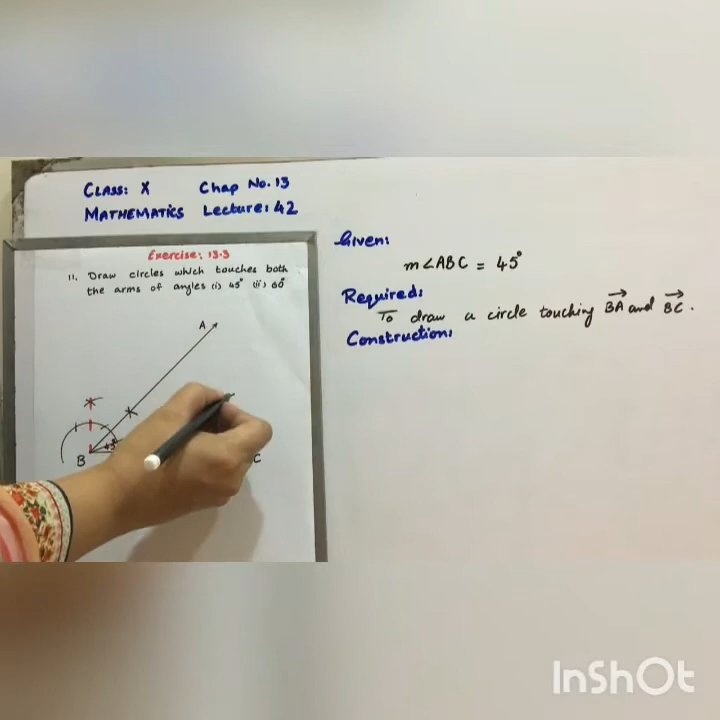 CLASS: X Chap No. 13
MATHEMATICS Lecture: 42
Exercise: 13.3
11. Draw circles which touches both
the arms of angles (i) 45° (ii) 60°
A
B
45°
C
Given:
m∠ABC = 45°
Required:
To draw a circle touching BA→ and BC→.
Construction:
InShOt